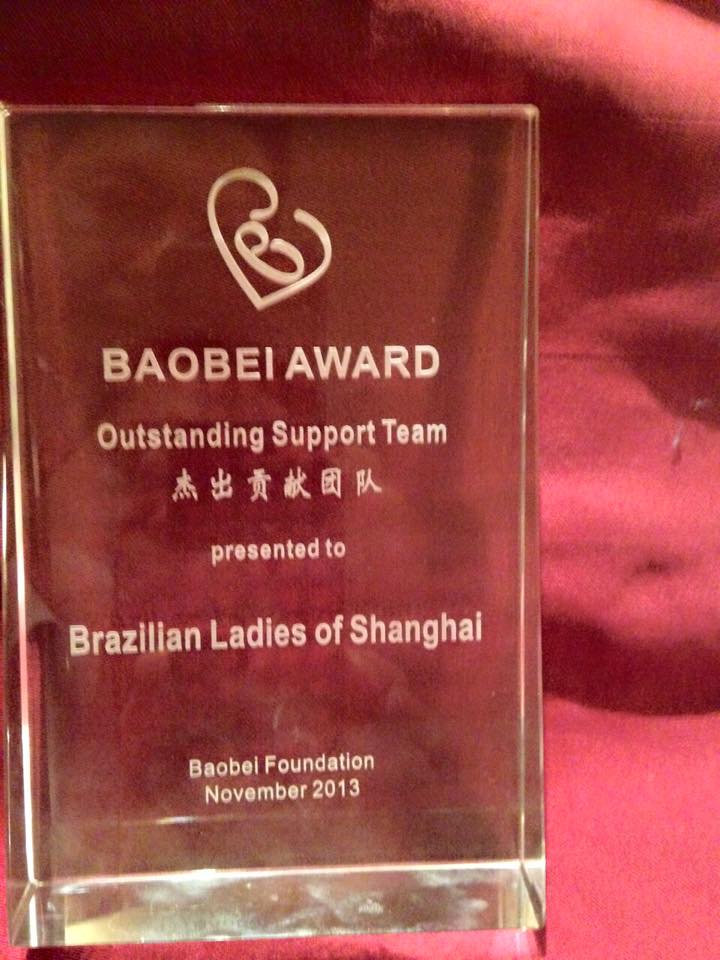 BAOBEI AWARD
Outstanding Support Team
杰出贡献团队
presented to
Brazilian Ladies of Shanghai
Baobei Foundation
November 2013